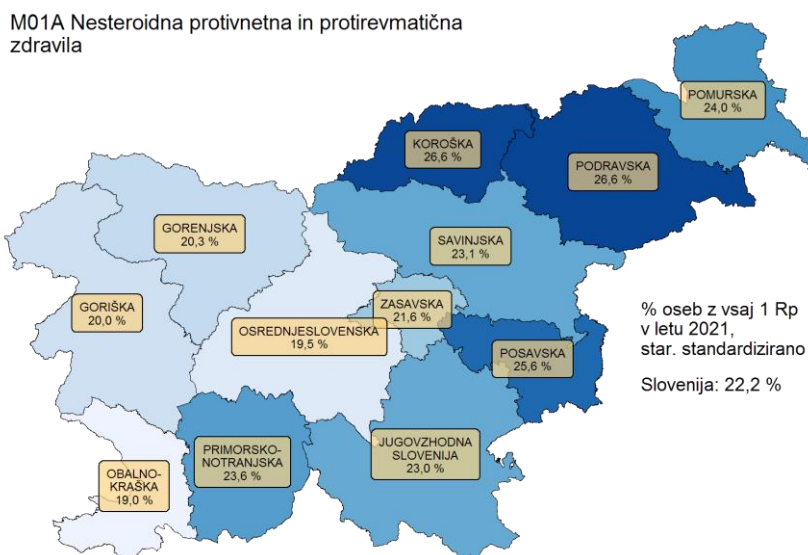 M01A Nesteroidna protivnetna in protirevmatična
zdravila
POMURSKA
24,0 %
KOROŠKA
26,6 %
PODRAVSKA
26,6 %
GORENJSKA
20,3 %
SAVINJSKA
23,1 %
GORIŠKA
20,0 %
ZASAVSKA
21,6 %
OSREDNJESLOVENSKA
19,5 %
POSAVSKA
25,6 %
% oseb z vsaj 1 Rp
v letu 2021,
star. standardizirano
Slovenija: 22,2 %
PRIMORSKO-
NOTRANJSKA
23,6 %
JUGOVZHODNA
SLOVENIJA
23,0 %
OBALNO-
KRAŠKA
19,0 %